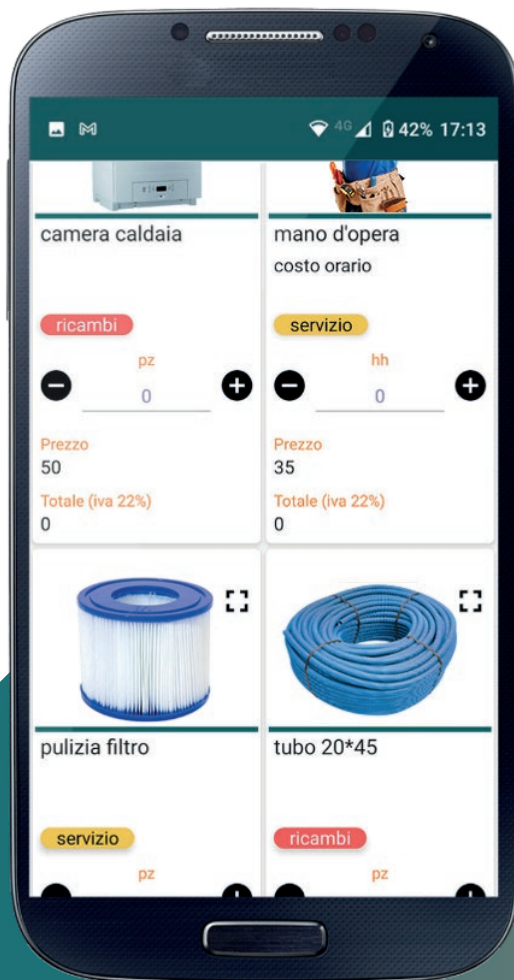 4G 42% 17:13
camera caldaia
ricambi
pz
0
Prezzo
50
Totale (iva 22%)
0
mano d'opera
costo orario
servizio
hh
0
Prezzo
35
Totale (iva 22%)
0
pulizia filtro
servizio
pz
tubo 20*45
ricambi
pz